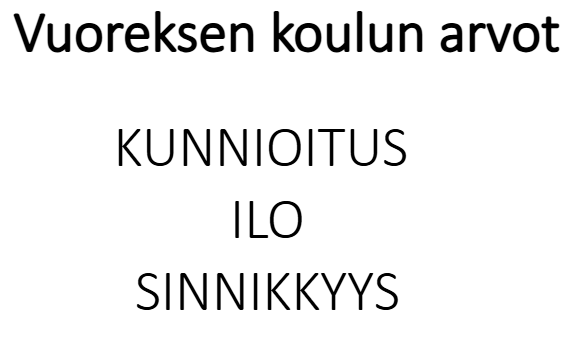 Vuoreksen koulun arvot
KUNNIOITUS
ILO
SINNIKKYYS